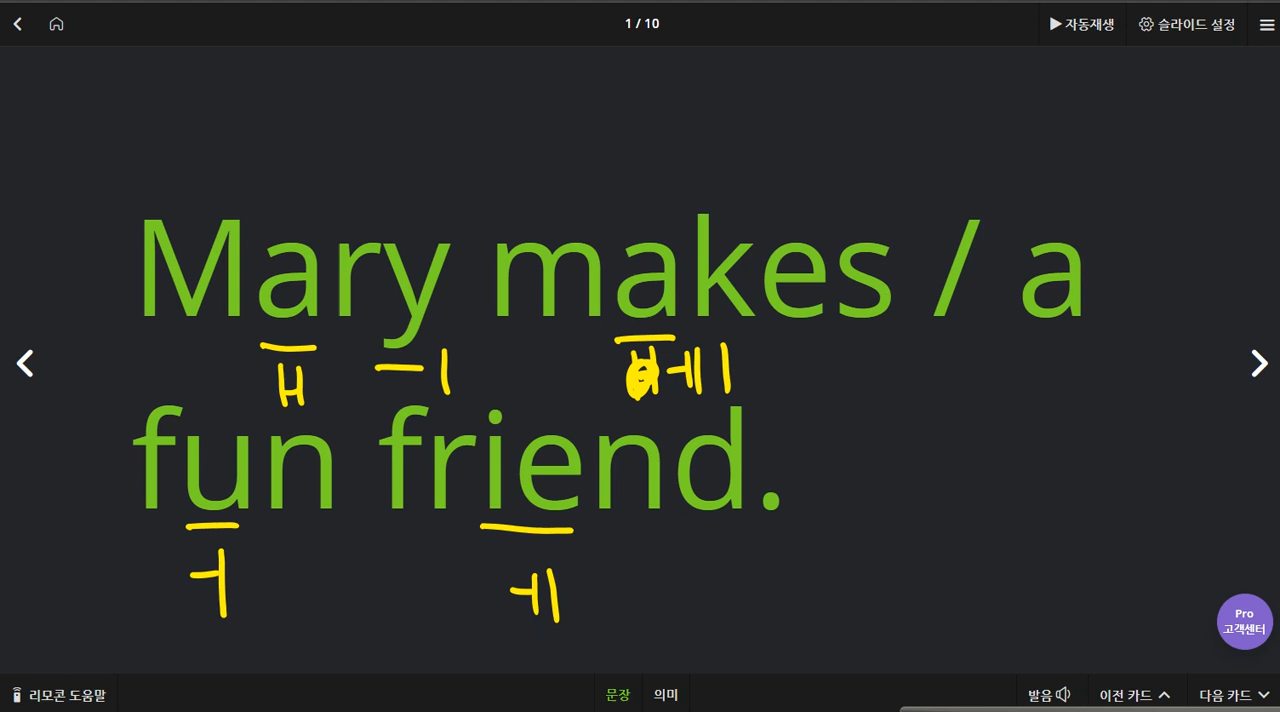 1 / 10
자동재생
슬라이드 설정
Mary makes / a
ㅐ ㅣ ㅔㅣ
fun friend.
ㅓ ㅔ
Pro
고객센터
리모콘 도움말
문장
의미
발음
이전 카드
다음 카드